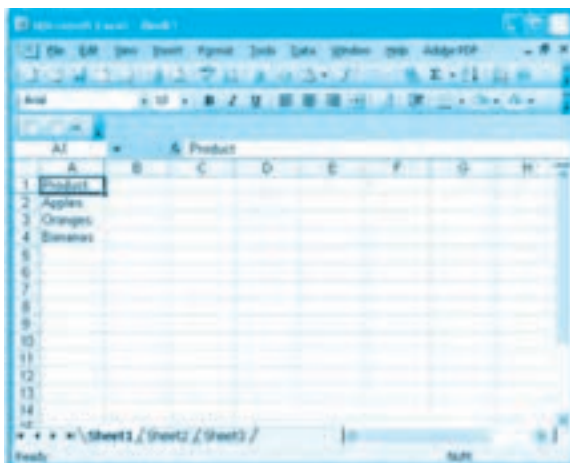 Microsoft Excel - Book1
File Edit View Insert Format Tools Data Window Help Adobe PDF
Arial 10 B I U
A1 Product
A B C D E F G H
1 Product
2 Apples
3 Oranges
4 Bananas
5
6
7
8
9
10
11
12
13
14
Sheet1 / Sheet2 / Sheet3 /
Ready NUM